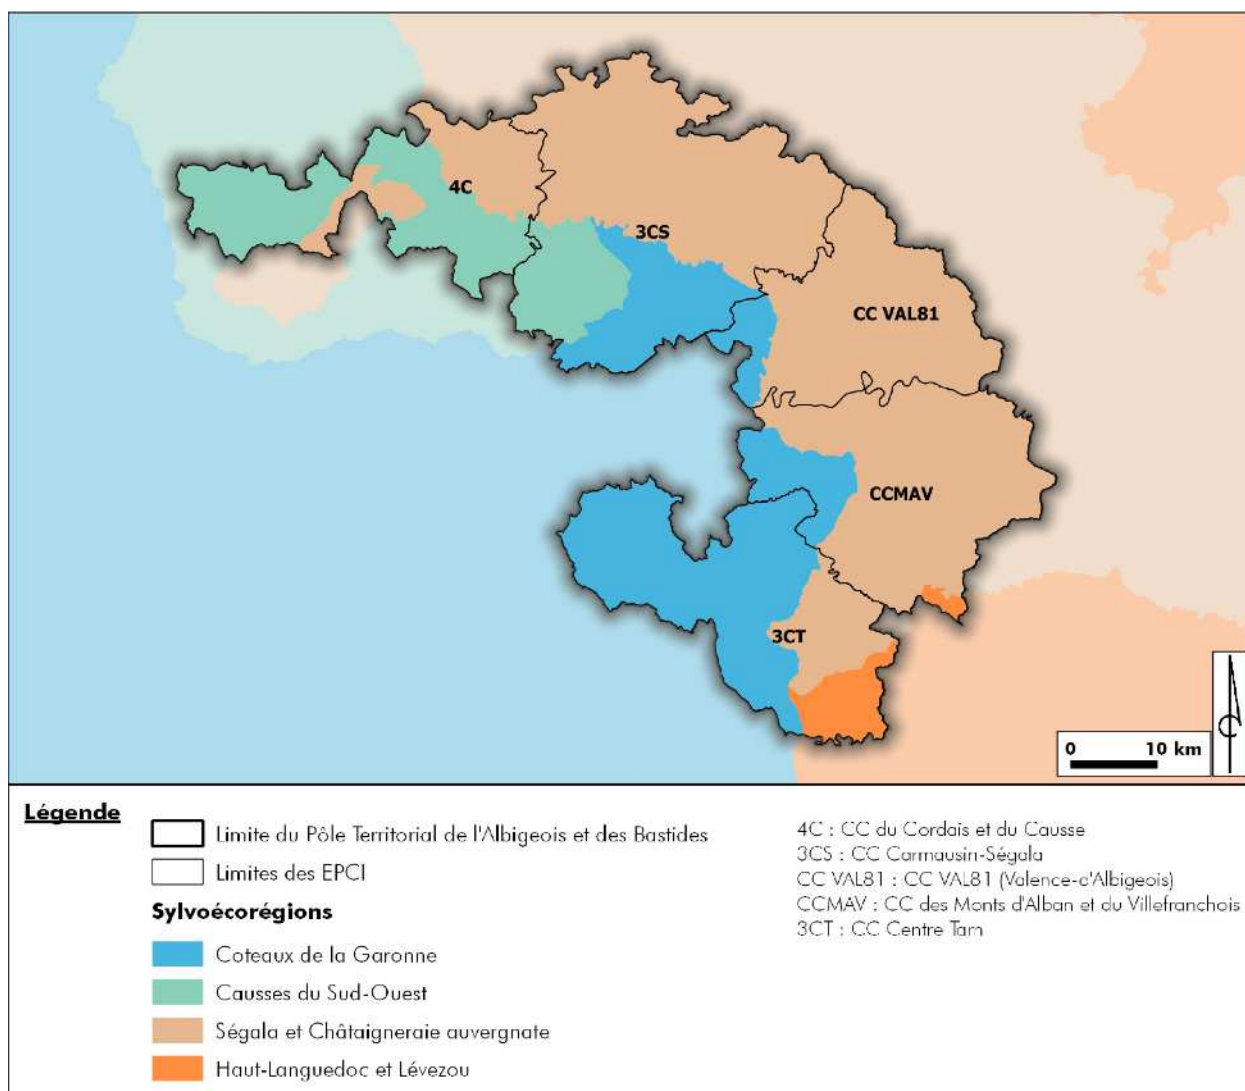 4C
3CS
CC VAL81
CCMAV
3CT
0 10 km
Légende
Limite du Pôle Territorial de l'Albigeois et des Bastides
Limites des EPCI
Sylvoécorégions
Coteaux de la Garonne
Causses du Sud-Ouest
Ségala et Châtaigneraie auvergnate
Haut-Languedoc et Lévezou
4C : CC du Cordais et du Causse
3CS : CC Carmausin-Ségala
CC VAL81 : CC VAL81 (Valence-d'Albigeois)
CCMAV : CC des Monts d'Alban et du Villefranchois
3CT : CC Centre Tarn